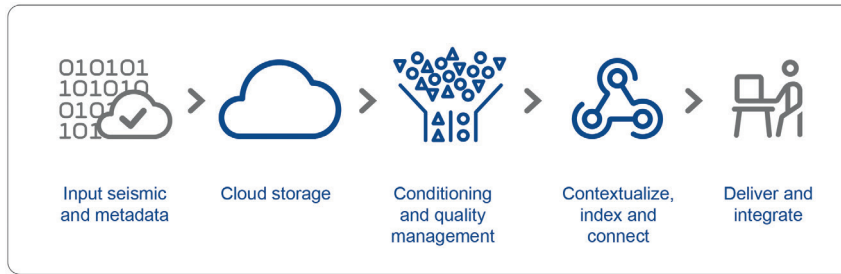 010101
101010
010
101
Input seismic
and metadata
Cloud storage
Conditioning
and quality
management
Contextualize,
index and
connect
Deliver and
integrate